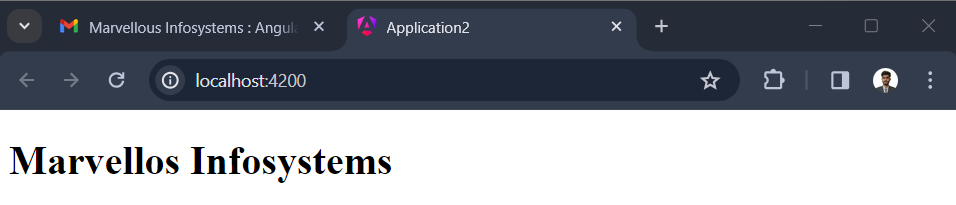 Marvellous Infosystems : Angula
Application2
localhost:4200
Marvellos Infosystems